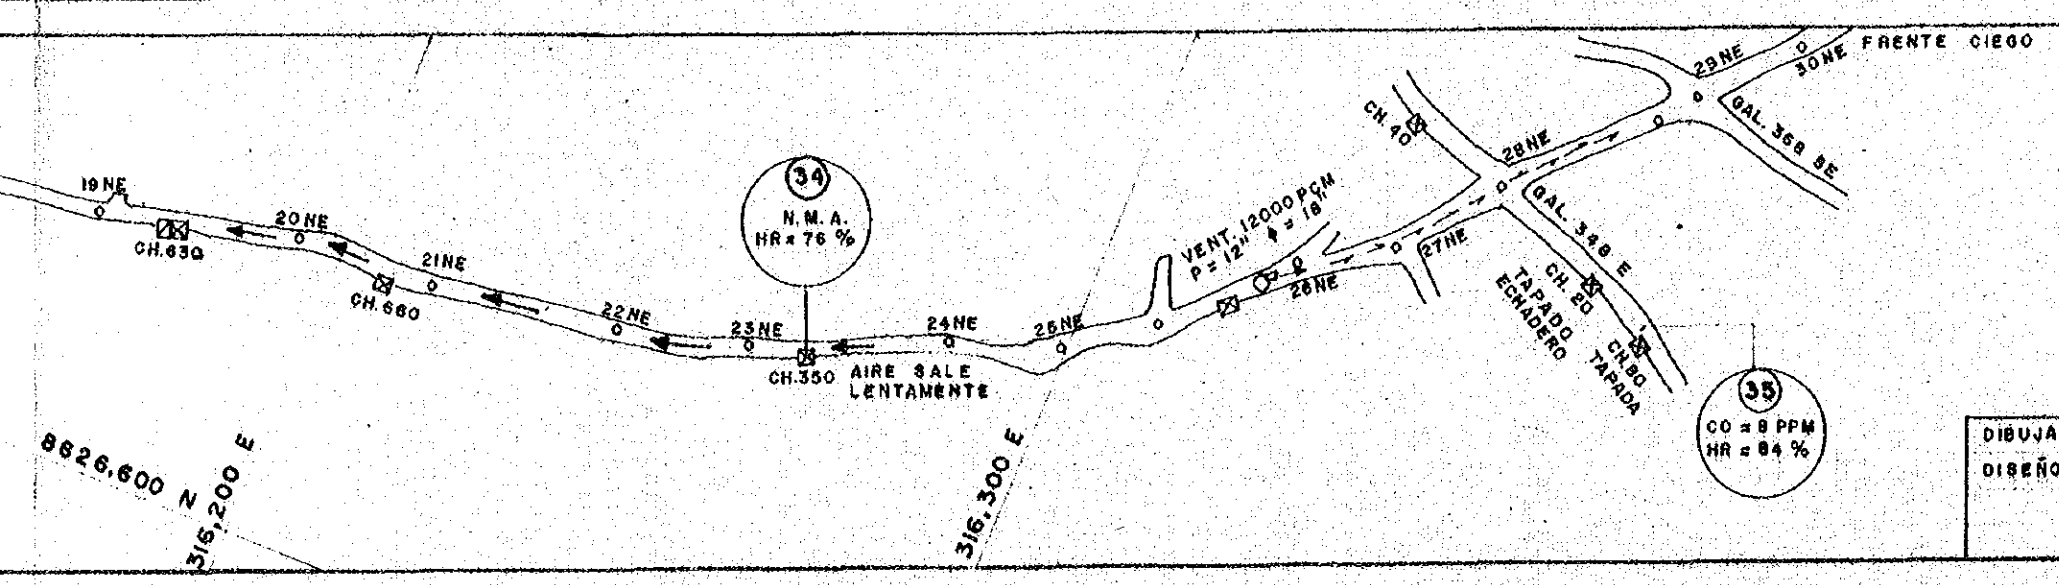 FRENTE CIEGO
29NE
30NE
GAL. 368 SE
CH. 40
28NE
GAL. 348 E
27NE
CH. 20
TAPADO
ECHADERO
CH.80
TAPADA
VENT. 12000 PCM
P = 12" ϕ = 18"
26NE
25NE
24NE
34
N. M. A.
HR = 76 %
23NE
CH.350
AIRE SALE
LENTAMENTE
22NE
21NE
CH.660
20NE
CH.630
19NE
35
CO = 8 PPM
HR = 84 %
8626,600 N
316,200 E
316,300 E
DIBUJA
DISEÑO